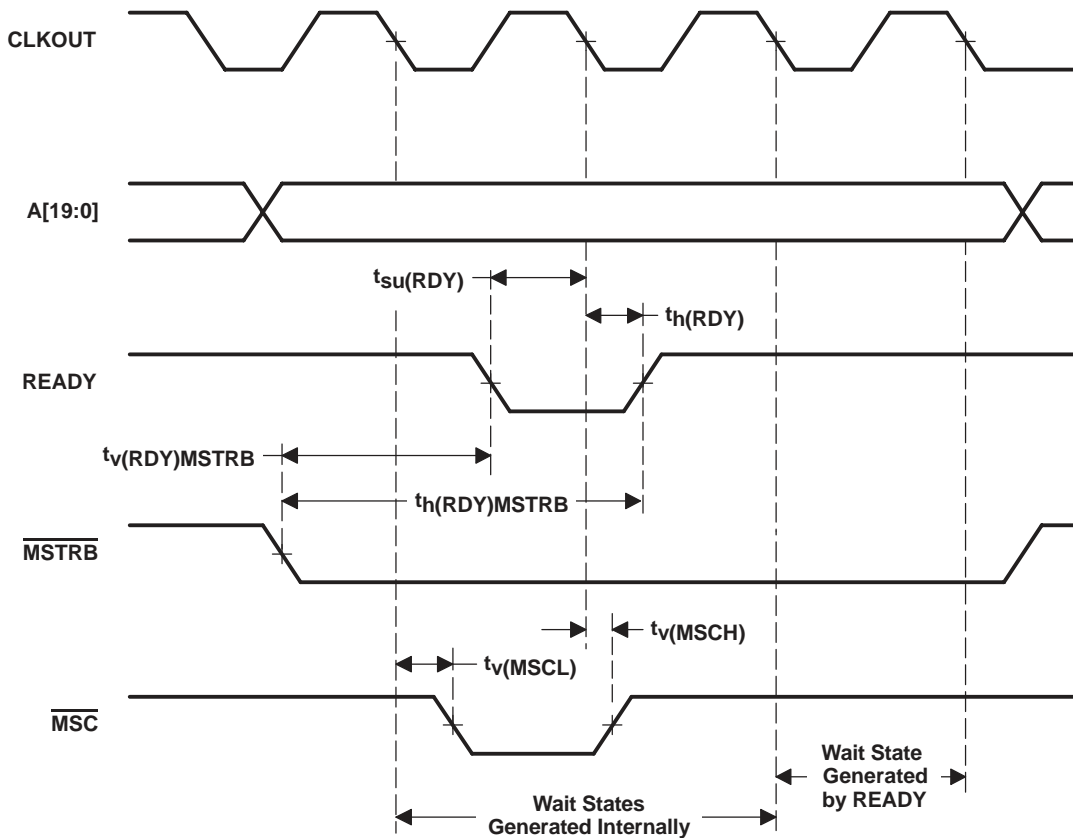 CLKOUT
A[19:0]
tsu(RDY)
th(RDY)
READY
tv(RDY)MSTRB
th(RDY)MSTRB
MSTRB
tv(MSCH)
tv(MSCL)
MSC
Wait State
Generated
by READY
Wait States
Generated Internally